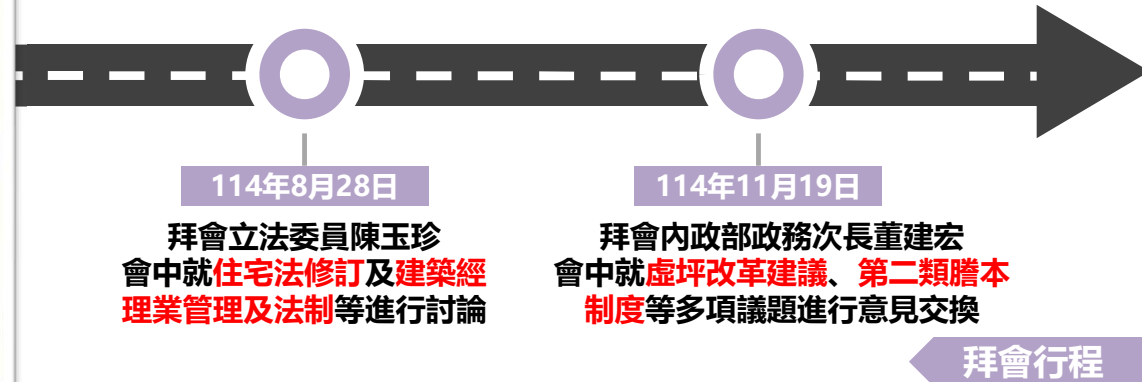 114年8月28日
拜會立法委員陳玉珍
會中就住宅法修訂及建築經
理業管理及法制等進行討論
114年11月19日
拜會內政部政務次長董建宏
會中就虛坪改革建議、第二類謄本
制度等多項議題進行意見交換
拜會行程